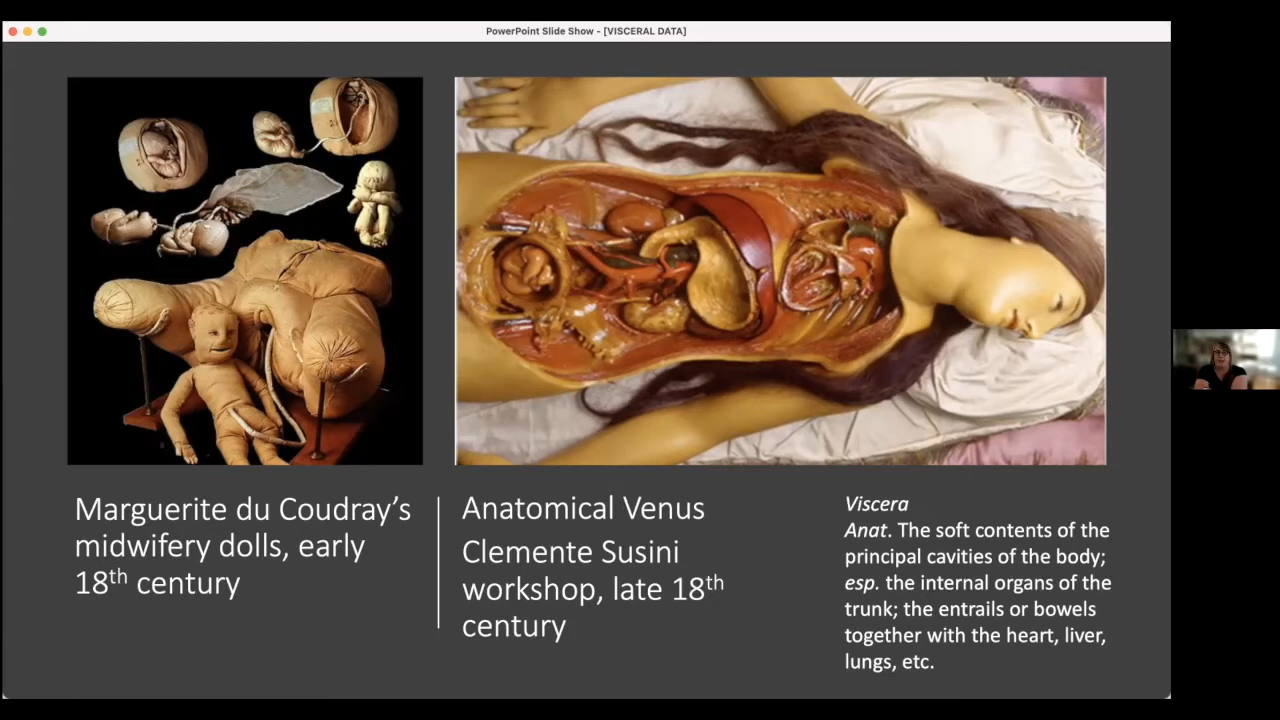 PowerPoint Slide Show - [VISCERAL DATA]
Marguerite du Coudray’s
midwifery dolls, early
18th century
Anatomical Venus
Clemente Susini
workshop, late 18th
century
Viscera
Anat. The soft contents of the
principal cavities of the body;
esp. the internal organs of the
trunk; the entrails or bowels
together with the heart, liver,
lungs, etc.